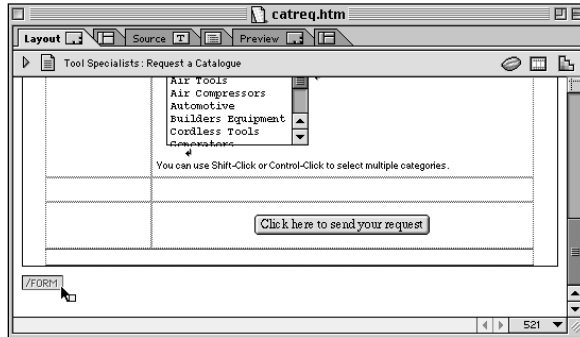 catreq.htm
Layout Source T Preview
Tool Specialists: Request a Catalogue
Air Tools
Air Compressors
Automotive
Builders Equipment
Cordless Tools
Generators
You can use Shift-Click or Control-Click to select multiple categories.
Click here to send your request
/FORM
521